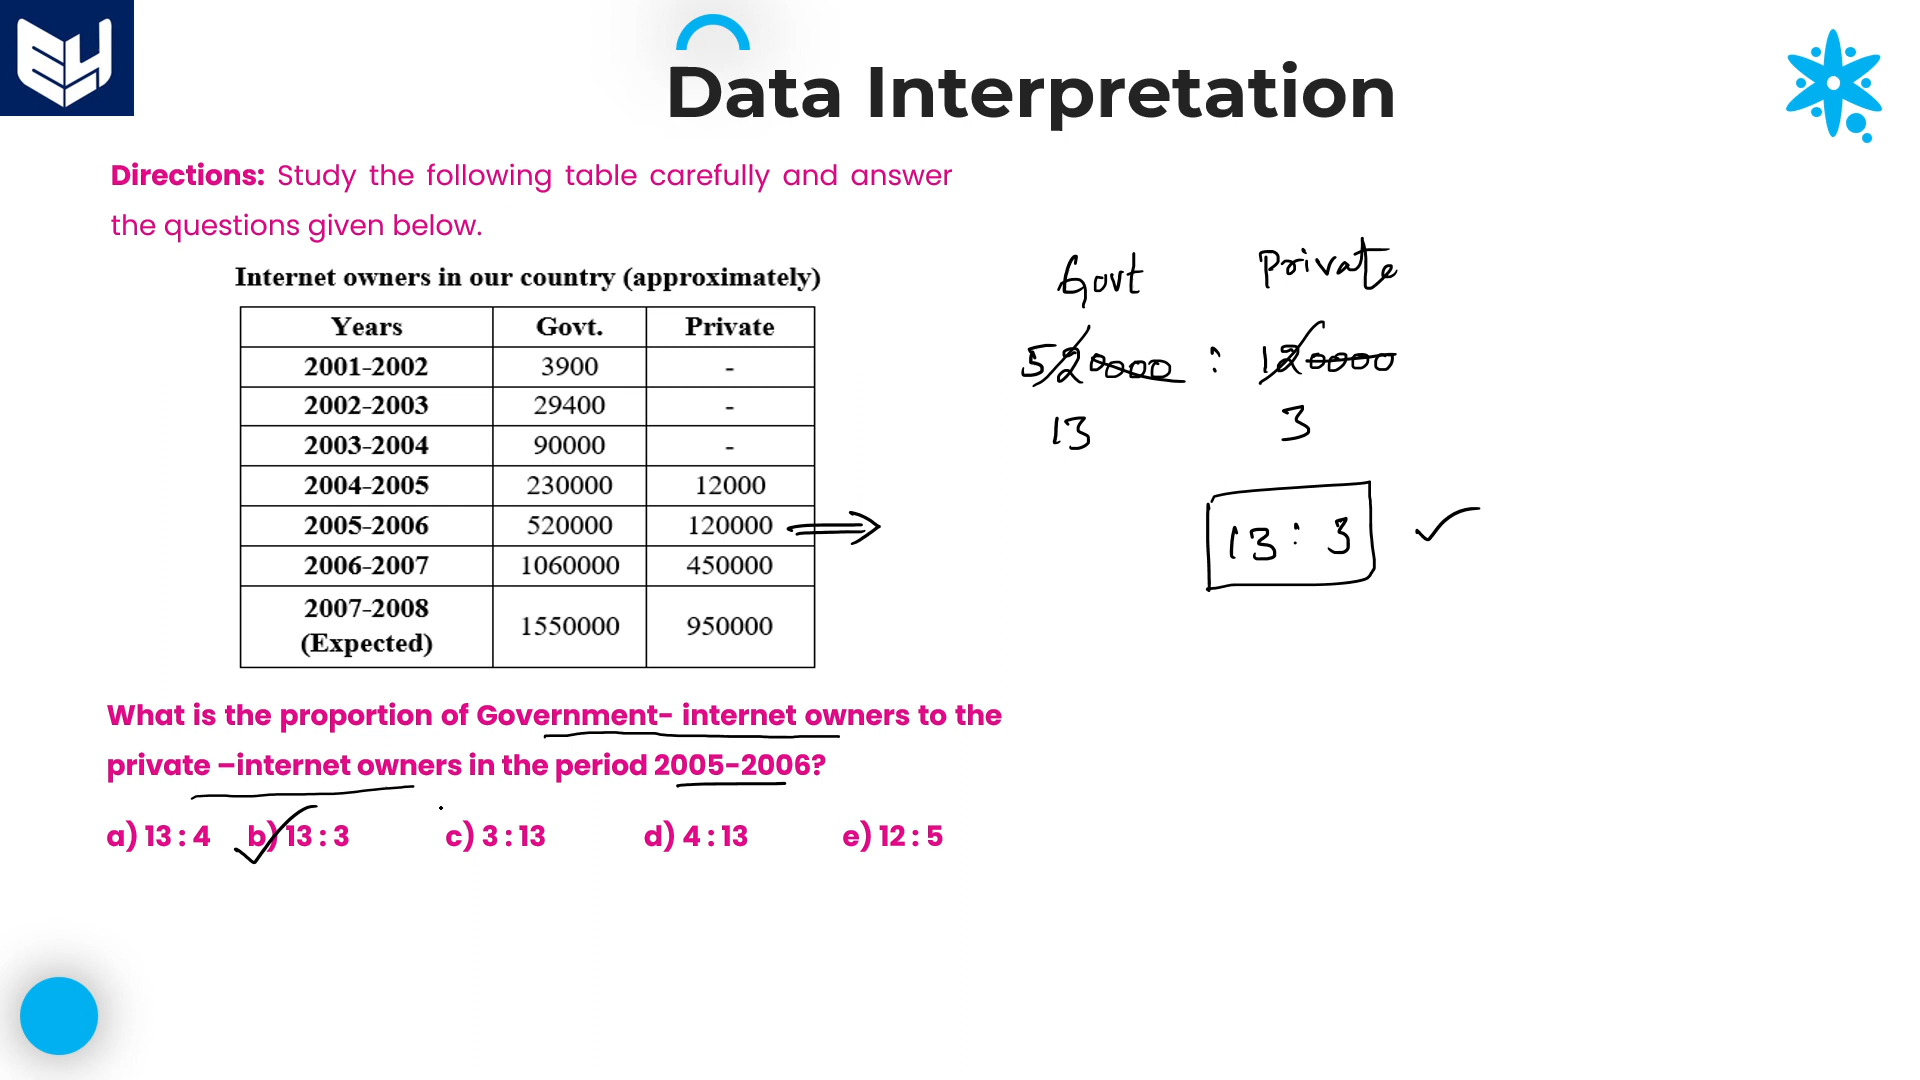 Data Interpretation
Directions: Study the following table carefully and answer
the questions given below.
Internet owners in our country (approximately)
Years Govt. Private
2001-2002 3900 -
2002-2003 29400 -
2003-2004 90000 -
2004-2005 230000 12000
2005-2006 520000 120000
2006-2007 1060000 450000
2007-2008
(Expected) 1550000 950000
Govt Private
520000 : 120000
13 3
13 : 3
What is the proportion of Government- internet owners to the
private –internet owners in the period 2005-2006?
a) 13 : 4 b) 13 : 3 c) 3 : 13 d) 4 : 13 e) 12 : 5